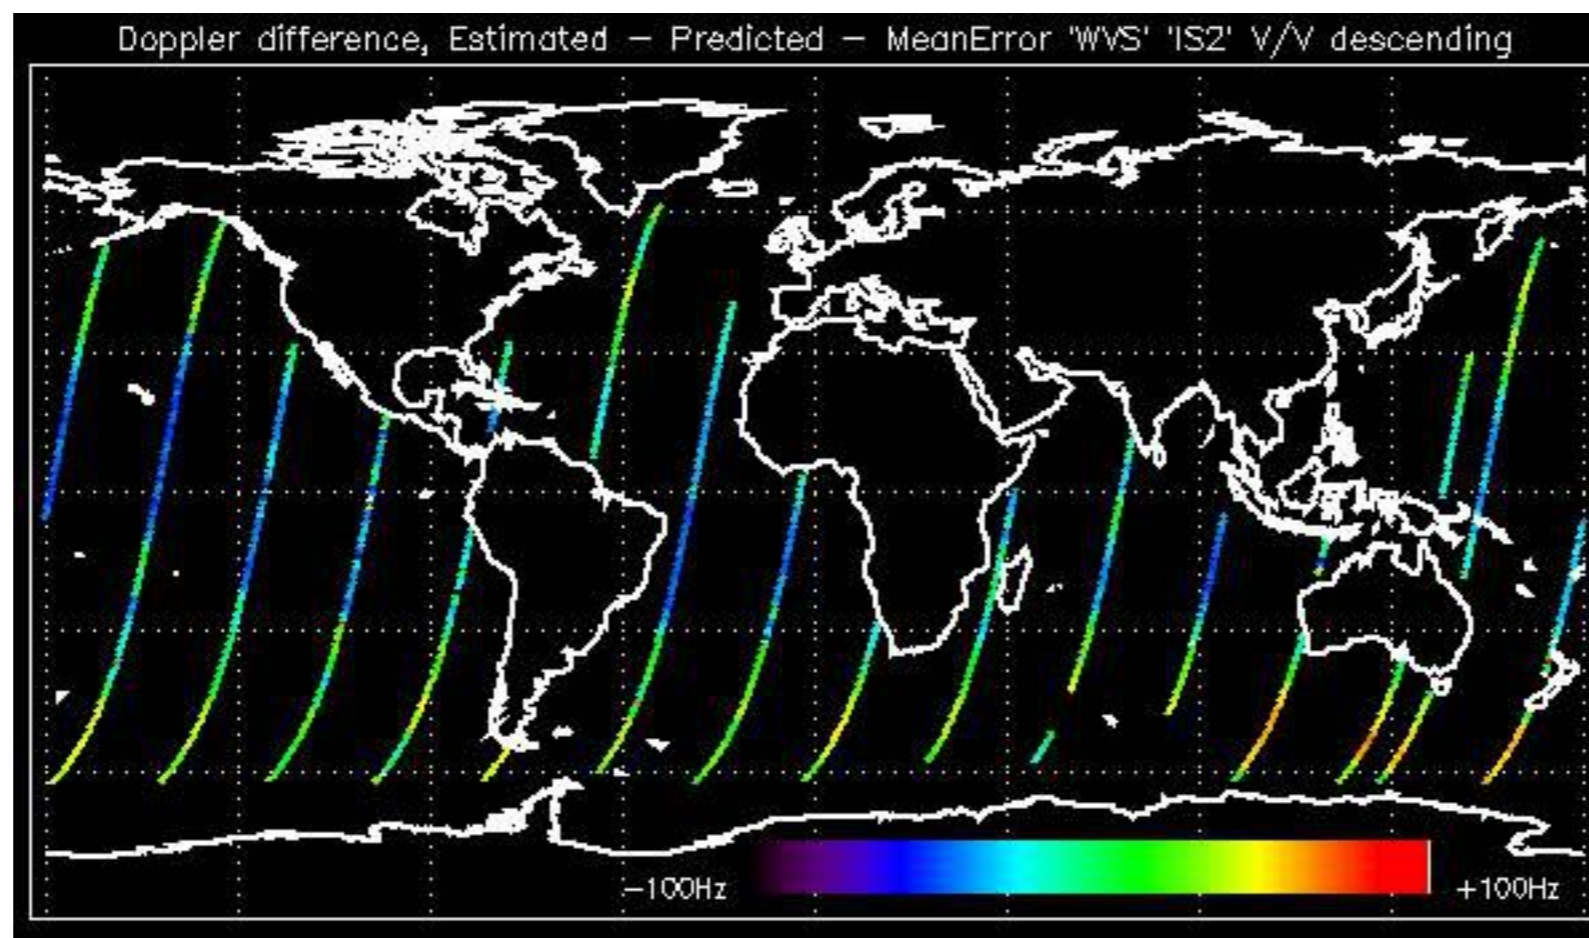 Doppler difference, Estimated – Predicted – MeanError 'WVS' 'IS2' V/V descending
–100Hz +100Hz